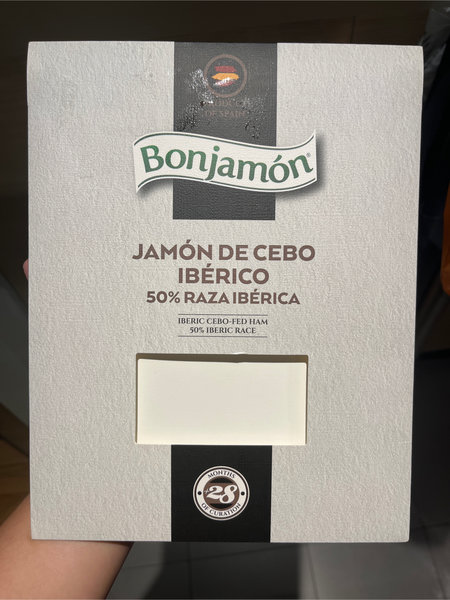 PRODUCT
OF SPAIN
Bonjamón®
JAMÓN DE CEBO
IBÉRICO
50% RAZA IBÉRICA
IBERIC CEBO-FED HAM
50% IBERIC RACE
MONTHS
28
OF CURATION